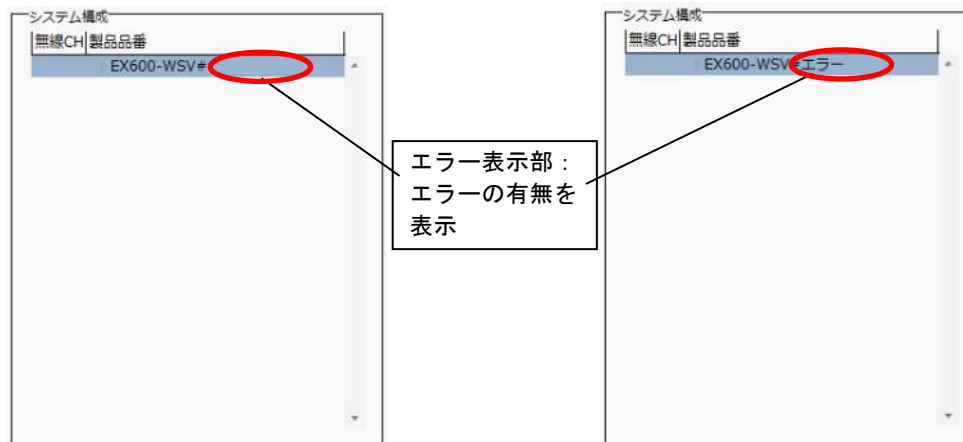 システム構成
無線CH 製品品番
EX600-WSV#
エラー表示部：
エラーの有無を
表示
システム構成
無線CH 製品品番
EX600-WSV#エラー